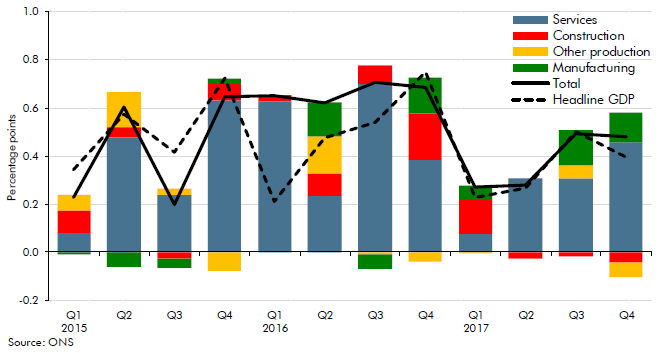 Percentage points
1.0
0.8
0.6
0.4
0.2
0.0
-0.2
Services
Construction
Other production
Manufacturing
Total
Headline GDP
Q1 Q2 Q3 Q4 Q1 Q2 Q3 Q4 Q1 Q2 Q3 Q4
2015 2016 2017
Source: ONS